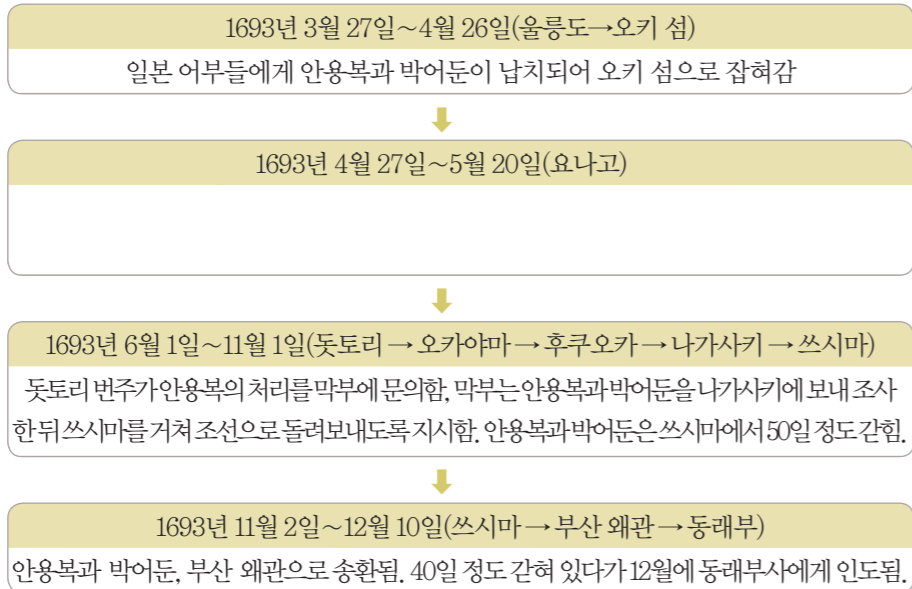 1693년 3월 27일~4월 26일(울릉도→오키 섬)
일본 어부들에게 안용복과 박어둔이 납치되어 오키 섬으로 잡혀감
1693년 4월 27일~5월 20일(요나고)
1693년 6월 1일~11월 1일(돗토리 → 오카야마 → 후쿠오카 → 나가사키 → 쓰시마)
돗토리 번주가 안용복의 처리를 막부에 문의함, 막부는 안용복과 박어둔을 나가사키에 보내 조사
한 뒤 쓰시마를 거쳐 조선으로 돌려보내도록 지시함. 안용복과 박어둔은 쓰시마에서 50일 정도 갇힘.
1693년 11월 2일~12월 10일(쓰시마 → 부산 왜관 → 동래부)
안용복과 박어둔, 부산 왜관으로 송환됨. 40일 정도 갇혀 있다가 12월에 동래부사에게 인도됨.